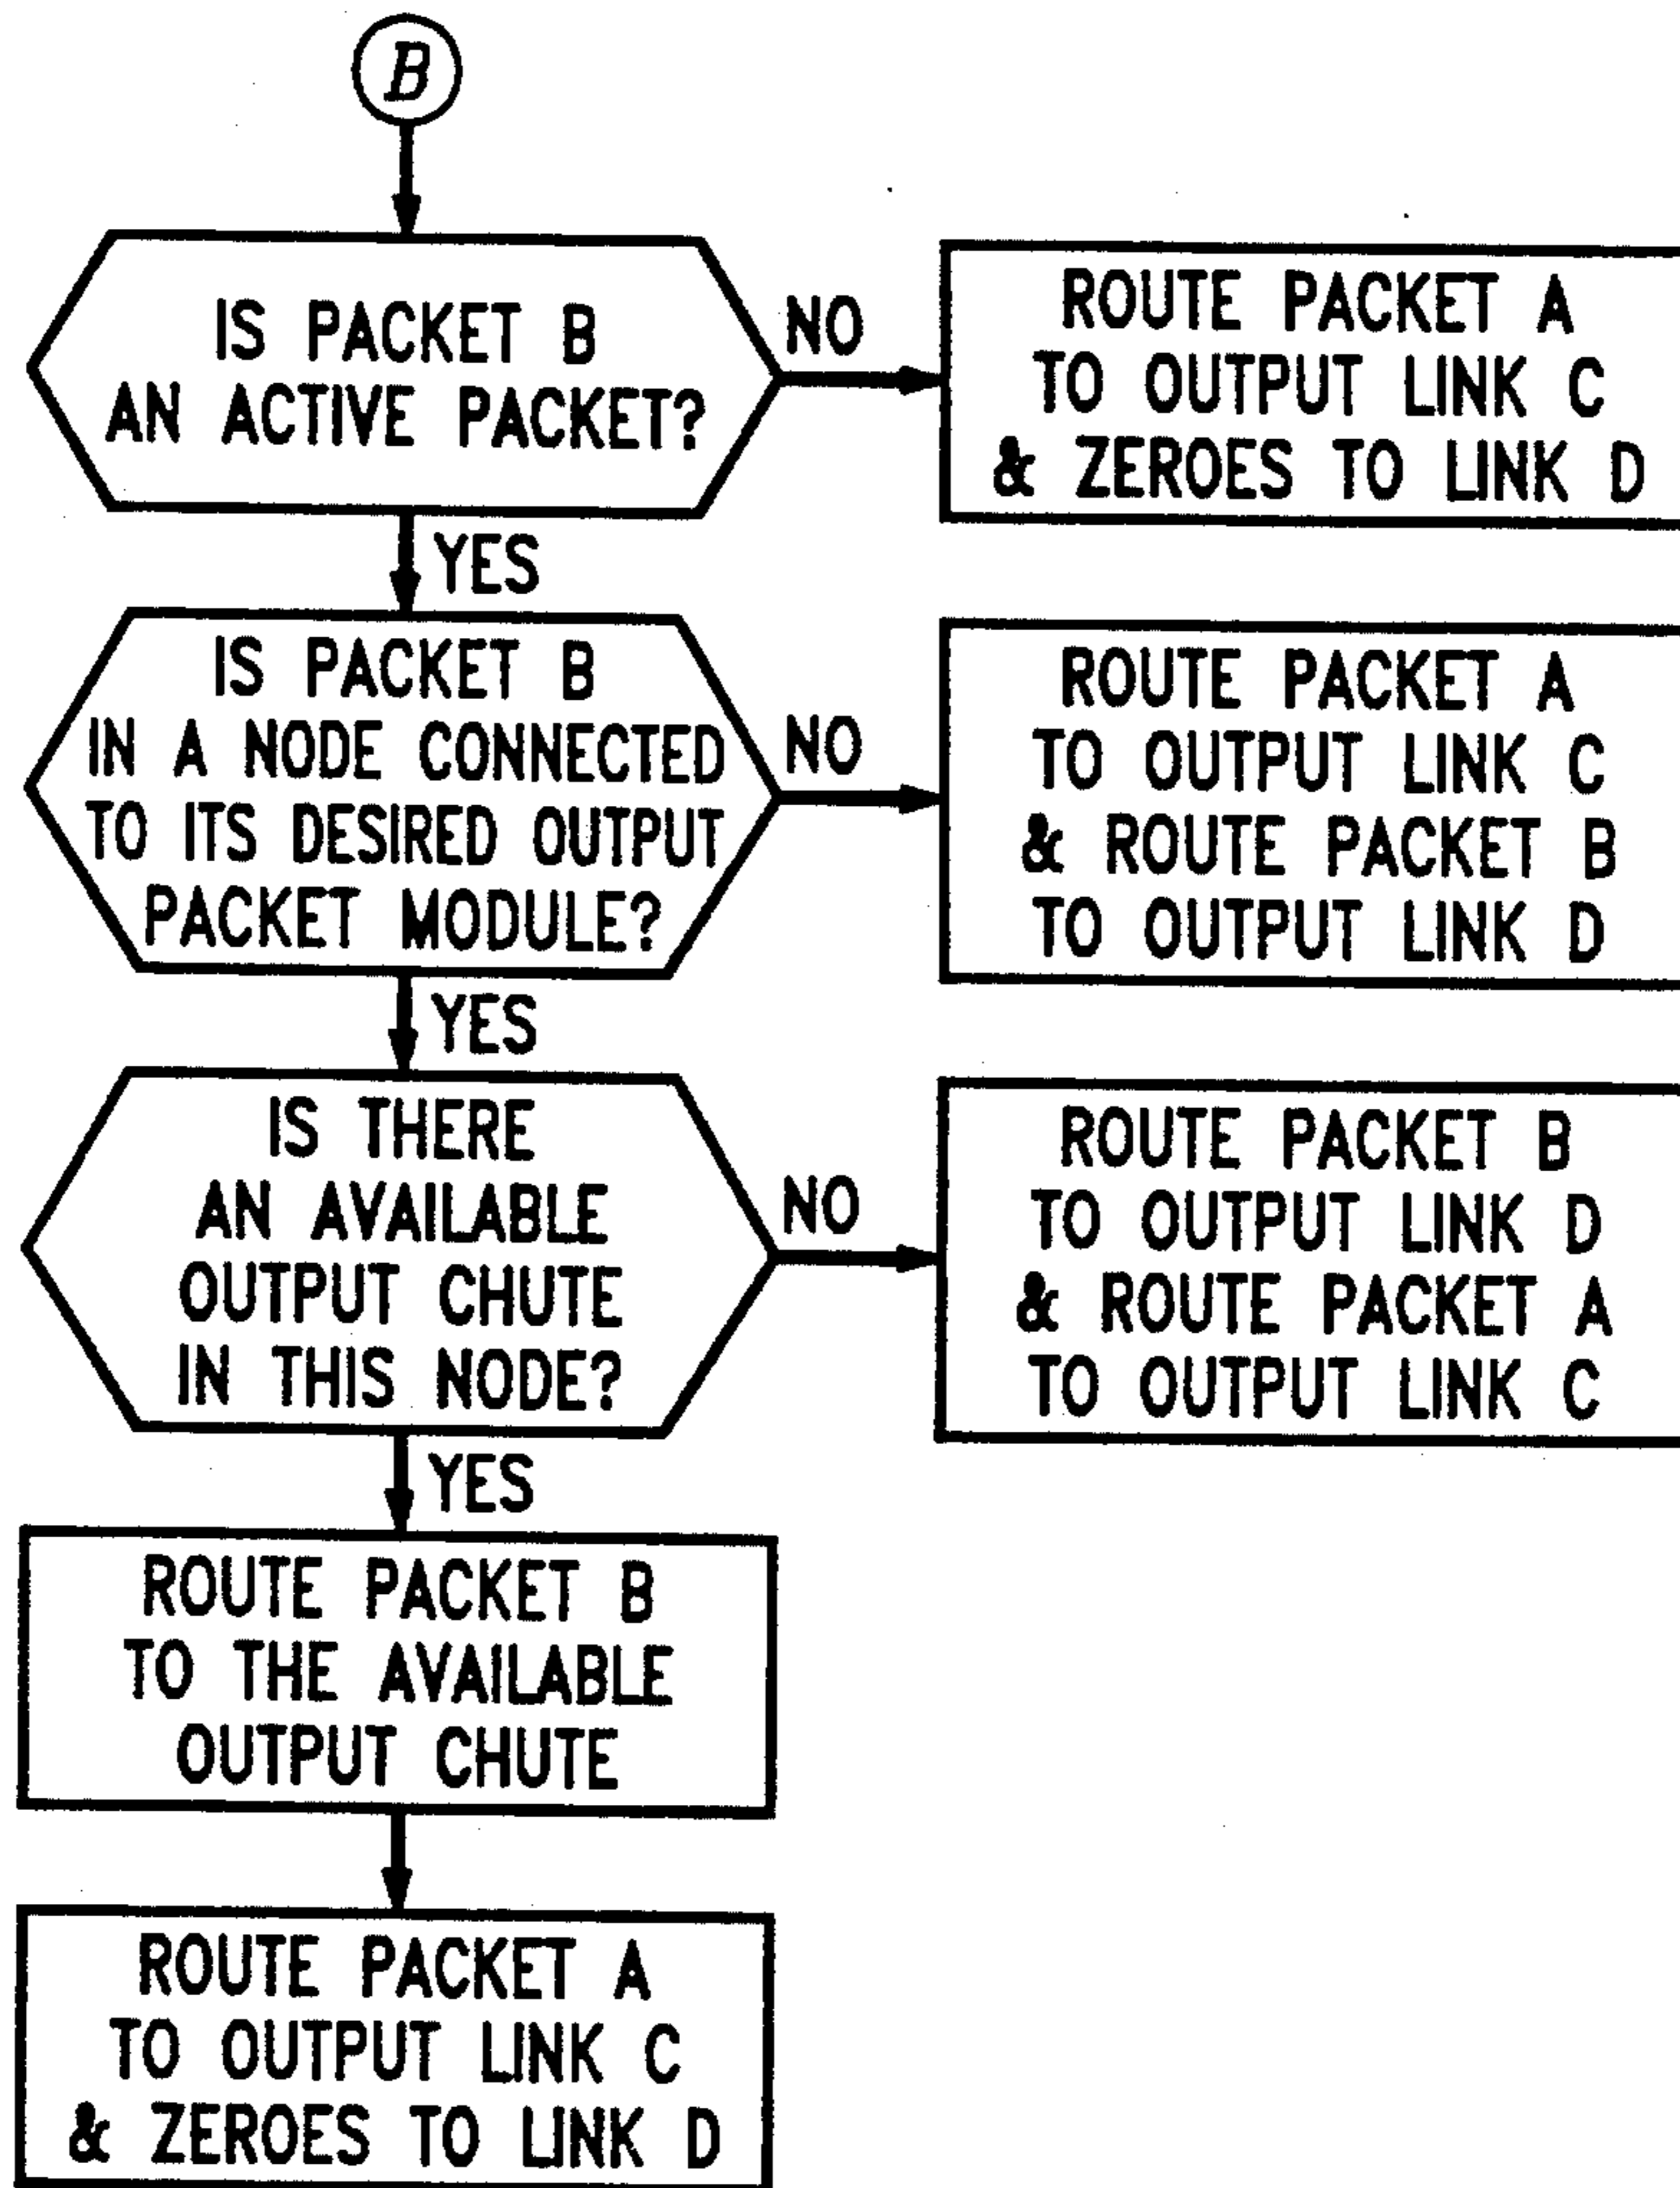 B
IS PACKET B
AN ACTIVE PACKET?
NO
ROUTE PACKET A
TO OUTPUT LINK C
& ZEROES TO LINK D
YES
IS PACKET B
IN A NODE CONNECTED
TO ITS DESIRED OUTPUT
PACKET MODULE?
NO
ROUTE PACKET A
TO OUTPUT LINK C
& ROUTE PACKET B
TO OUTPUT LINK D
YES
IS THERE
AN AVAILABLE
OUTPUT CHUTE
IN THIS NODE?
NO
ROUTE PACKET B
TO OUTPUT LINK D
& ROUTE PACKET A
TO OUTPUT LINK C
YES
ROUTE PACKET B
TO THE AVAILABLE
OUTPUT CHUTE
ROUTE PACKET A
TO OUTPUT LINK C
& ZEROES TO LINK D